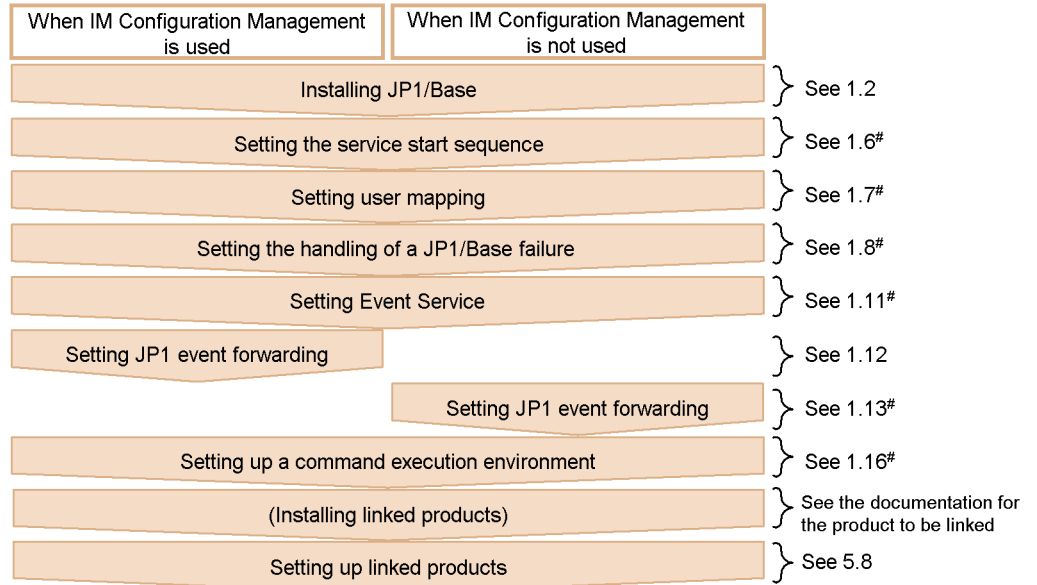 When IM Configuration Management
is used
When IM Configuration Management
is not used
Installing JP1/Base
See 1.2
Setting the service start sequence
See 1.6#
Setting user mapping
See 1.7#
Setting the handling of a JP1/Base failure
See 1.8#
Setting Event Service
See 1.11#
Setting JP1 event forwarding
See 1.12
Setting JP1 event forwarding
See 1.13#
Setting up a command execution environment
See 1.16#
(Installing linked products)
See the documentation for
the product to be linked
Setting up linked products
See 5.8